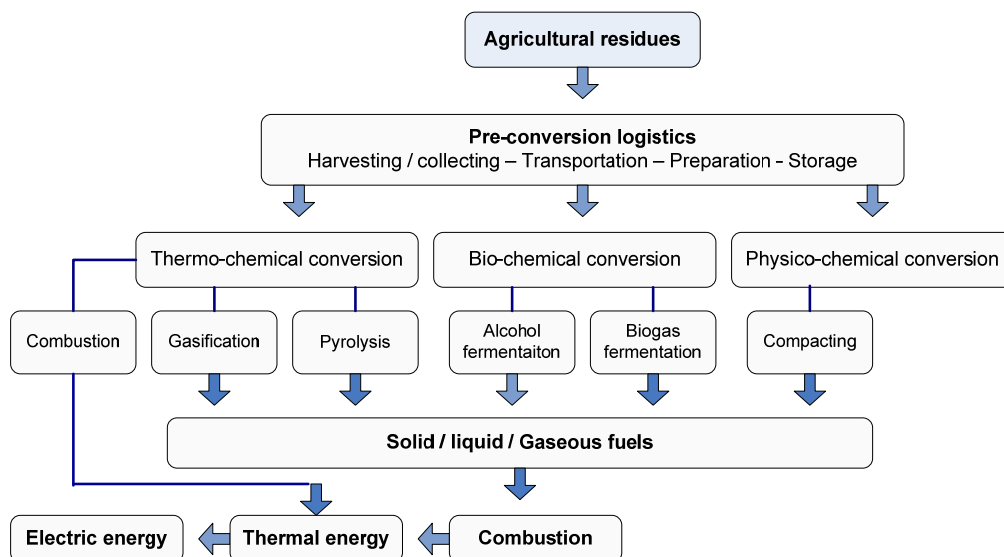 Agricultural residues
Pre-conversion logistics
Harvesting / collecting – Transportation – Preparation - Storage
Thermo-chemical conversion
Bio-chemical conversion
Physico-chemical conversion
Combustion
Gasification
Pyrolysis
Alcohol
fermentaiton
Biogas
fermentation
Compacting
Solid / liquid / Gaseous fuels
Electric energy
Thermal energy
Combustion